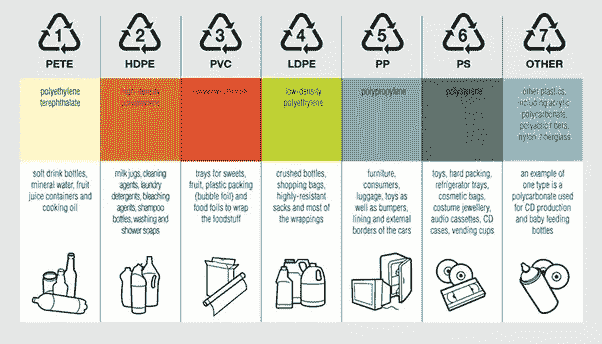 1
PETE
polyethylene
terephthalate
soft drink bottles,
mineral water, fruit
juice containers and
cooking oil
2
HDPE
high-density
polyethylene
milk jugs, cleaning
agents, laundry
detergents, bleaching
agents, shampoo
bottles, washing and
shower soaps
3
PVC
trays for sweets,
fruit, plastic packing
(bubble foil) and
food foils to wrap
the foodstuff
4
LDPE
low-density
polyethylene
crushed bottles,
shopping bags,
highly-resistant
sacks and most of
the wrappings
5
PP
polypropylene
furniture,
consumers,
luggage, toys as
well as bumpers,
lining and external
borders of the cars
6
PS
polystyrene
toys, hard packing,
refrigerator trays,
cosmetic bags,
costume jewellery,
audio cassettes, CD
cases, vending cups
7
OTHER
other plastics,
including acrylic
polycarbonate,
nylon, fiberglass
an example of
one type is a
polycarbonate used
for CD production
and baby feeding
bottles